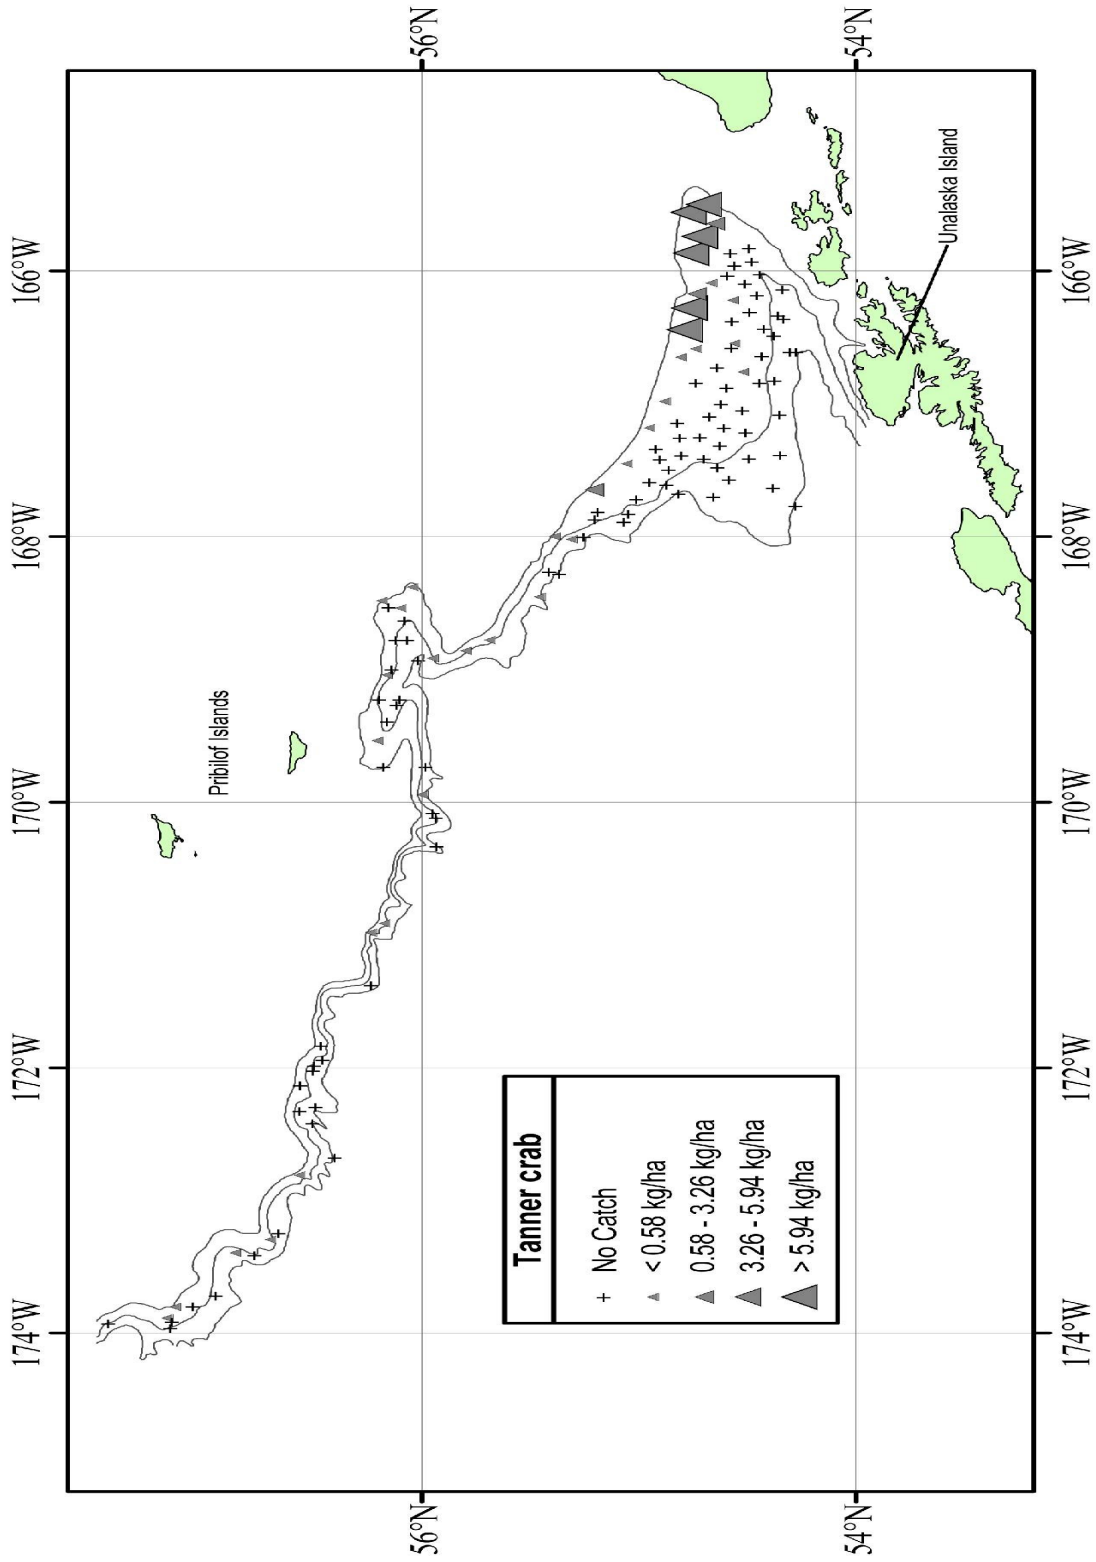 174°W
172°W
170°W
168°W
166°W
56°N
56°N
54°N
54°N
Pribilof Islands
Unalaska Island
Tanner crab
No Catch
< 0.58 kg/ha
0.58 - 3.26 kg/ha
3.26 - 5.94 kg/ha
> 5.94 kg/ha
174°W
172°W
170°W
168°W
166°W